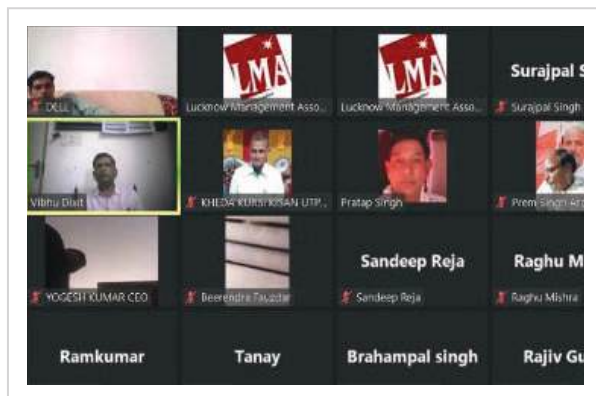 LMA
LMA
Surajpal S
DELL
Lucknow Management Asso...
Lucknow Management Asso...
Surajpal Singh
Vibhu Dixit
KHEDA KURSI KISAN UTP...
Pratap Singh
Prem Singh
YOGESH KUMAR CEO
Beerendra
Sandeep Reja
Sandeep Reja
Raghu M
Raghu Mishra
Ramkumar
Tanay
Brahampal singh
Rajiv Gu